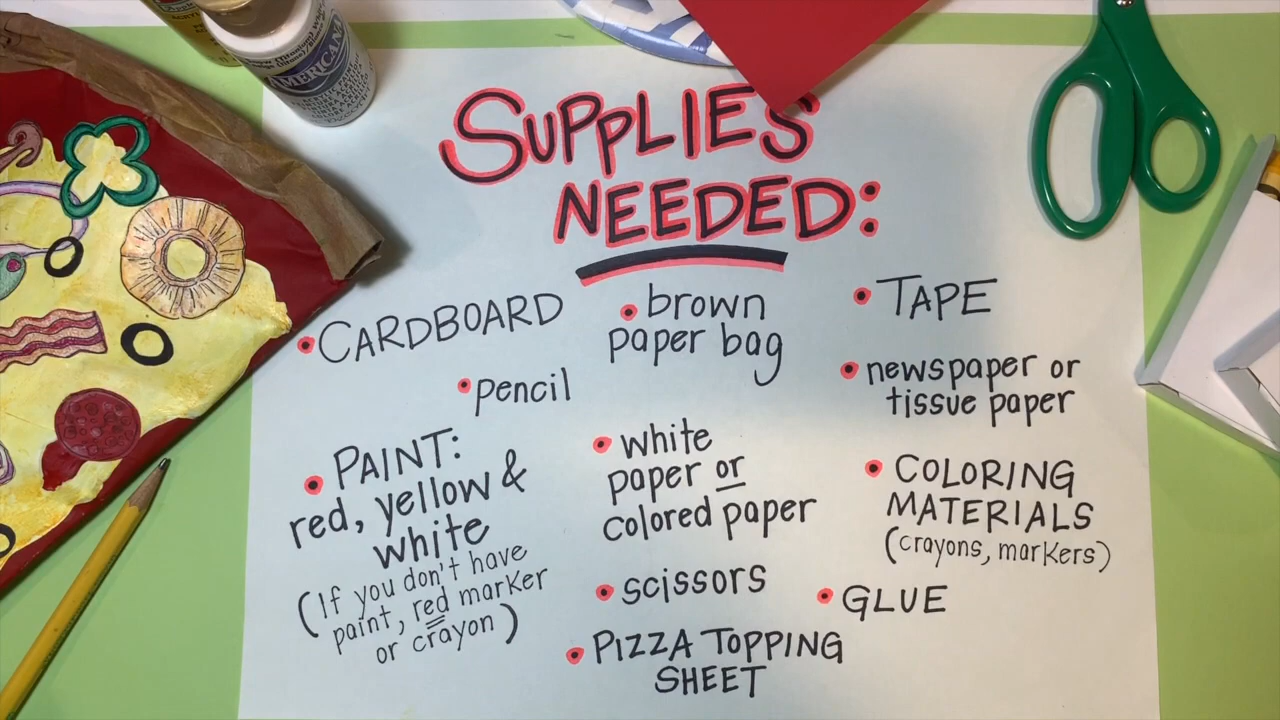 SUPPLIES
NEEDED:
• CARDBOARD
• pencil
• PAINT:
red, yellow &
white
(If you don't have
paint, red marker
or crayon)
• brown
paper bag
• white
paper or
colored paper
• scissors
• PIZZA TOPPING
SHEET
• TAPE
• newspaper or
tissue paper
• COLORING
MATERIALS
(crayons, markers)
• GLUE
AMERICANA